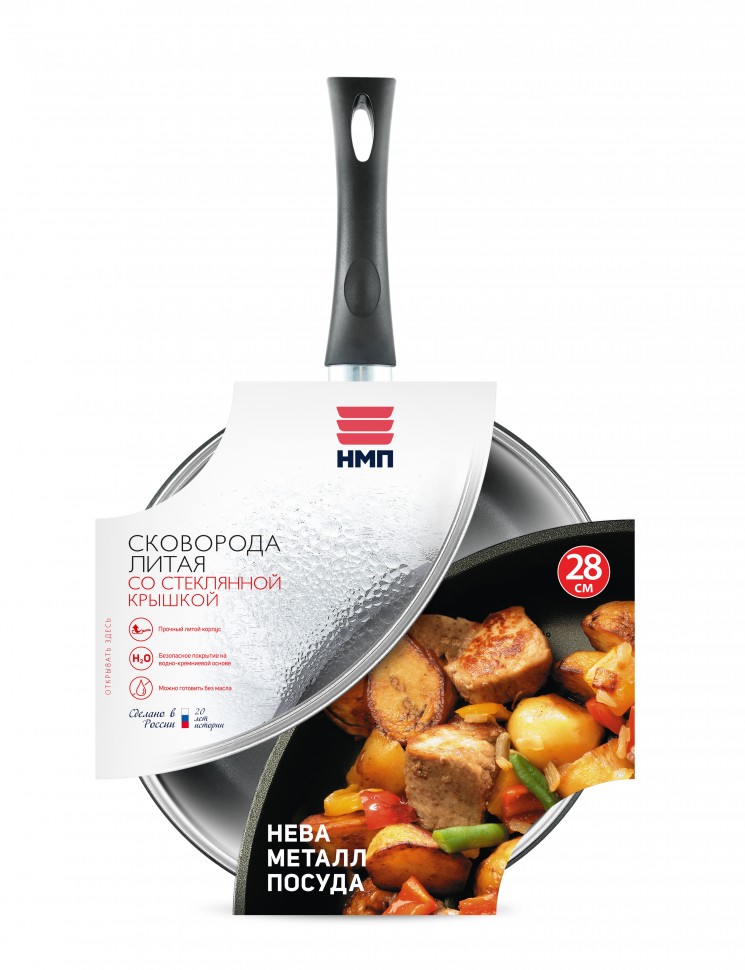 НМП
СКОВОРОДА
ЛИТАЯ
СО СТЕКЛЯННОЙ
КРЫШКОЙ
ОТКРЫВАТЬ ЗДЕСЬ
Прочный литой корпус
H₂O
Безопасное покрытие на
водно-кремниевой основе
Можно готовить без масла
Сделано в
России
20
лет
истории
28
СМ
НЕВА
МЕТАЛЛ
ПОСУДА